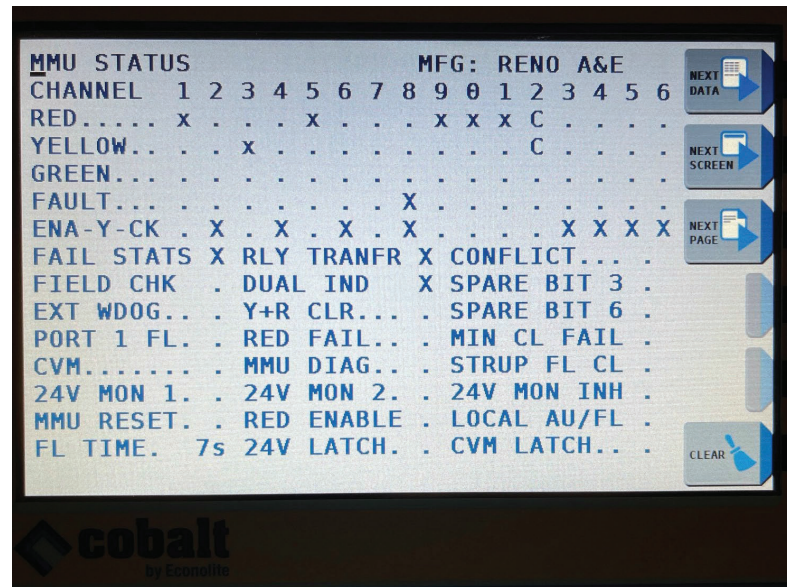 MMU STATUS MFG: RENO A&E
CHANNEL 1 2 3 4 5 6 7 8 9 0 1 2 3 4 5 6
RED..... X . . . X . . . X X X C . . . .
YELLOW.. . . X . . . . . . . . C . . . .
GREEN... . . . . . . . . . . . . . . . .
FAULT... . . . . . . . X . . . . . . . .
ENA-Y-CK . X . X . X . X . . . . X X X X
FAIL STATS X RLY TRANFR X CONFLICT... .
FIELD CHK . DUAL IND X SPARE BIT 3 .
EXT WDOG.. . Y+R CLR... . SPARE BIT 6 .
PORT 1 FL. . RED FAIL.. . MIN CL FAIL .
CVM....... . MMU DIAG.. . STRUP FL CL .
24V MON 1. . 24V MON 2. . 24V MON INH .
MMU RESET. . RED ENABLE . LOCAL AU/FL .
FL TIME. 7s 24V LATCH. . CVM LATCH.. .
NEXT
DATA
NEXT
SCREEN
NEXT
PAGE
CLEAR
cobalt
by Econolite